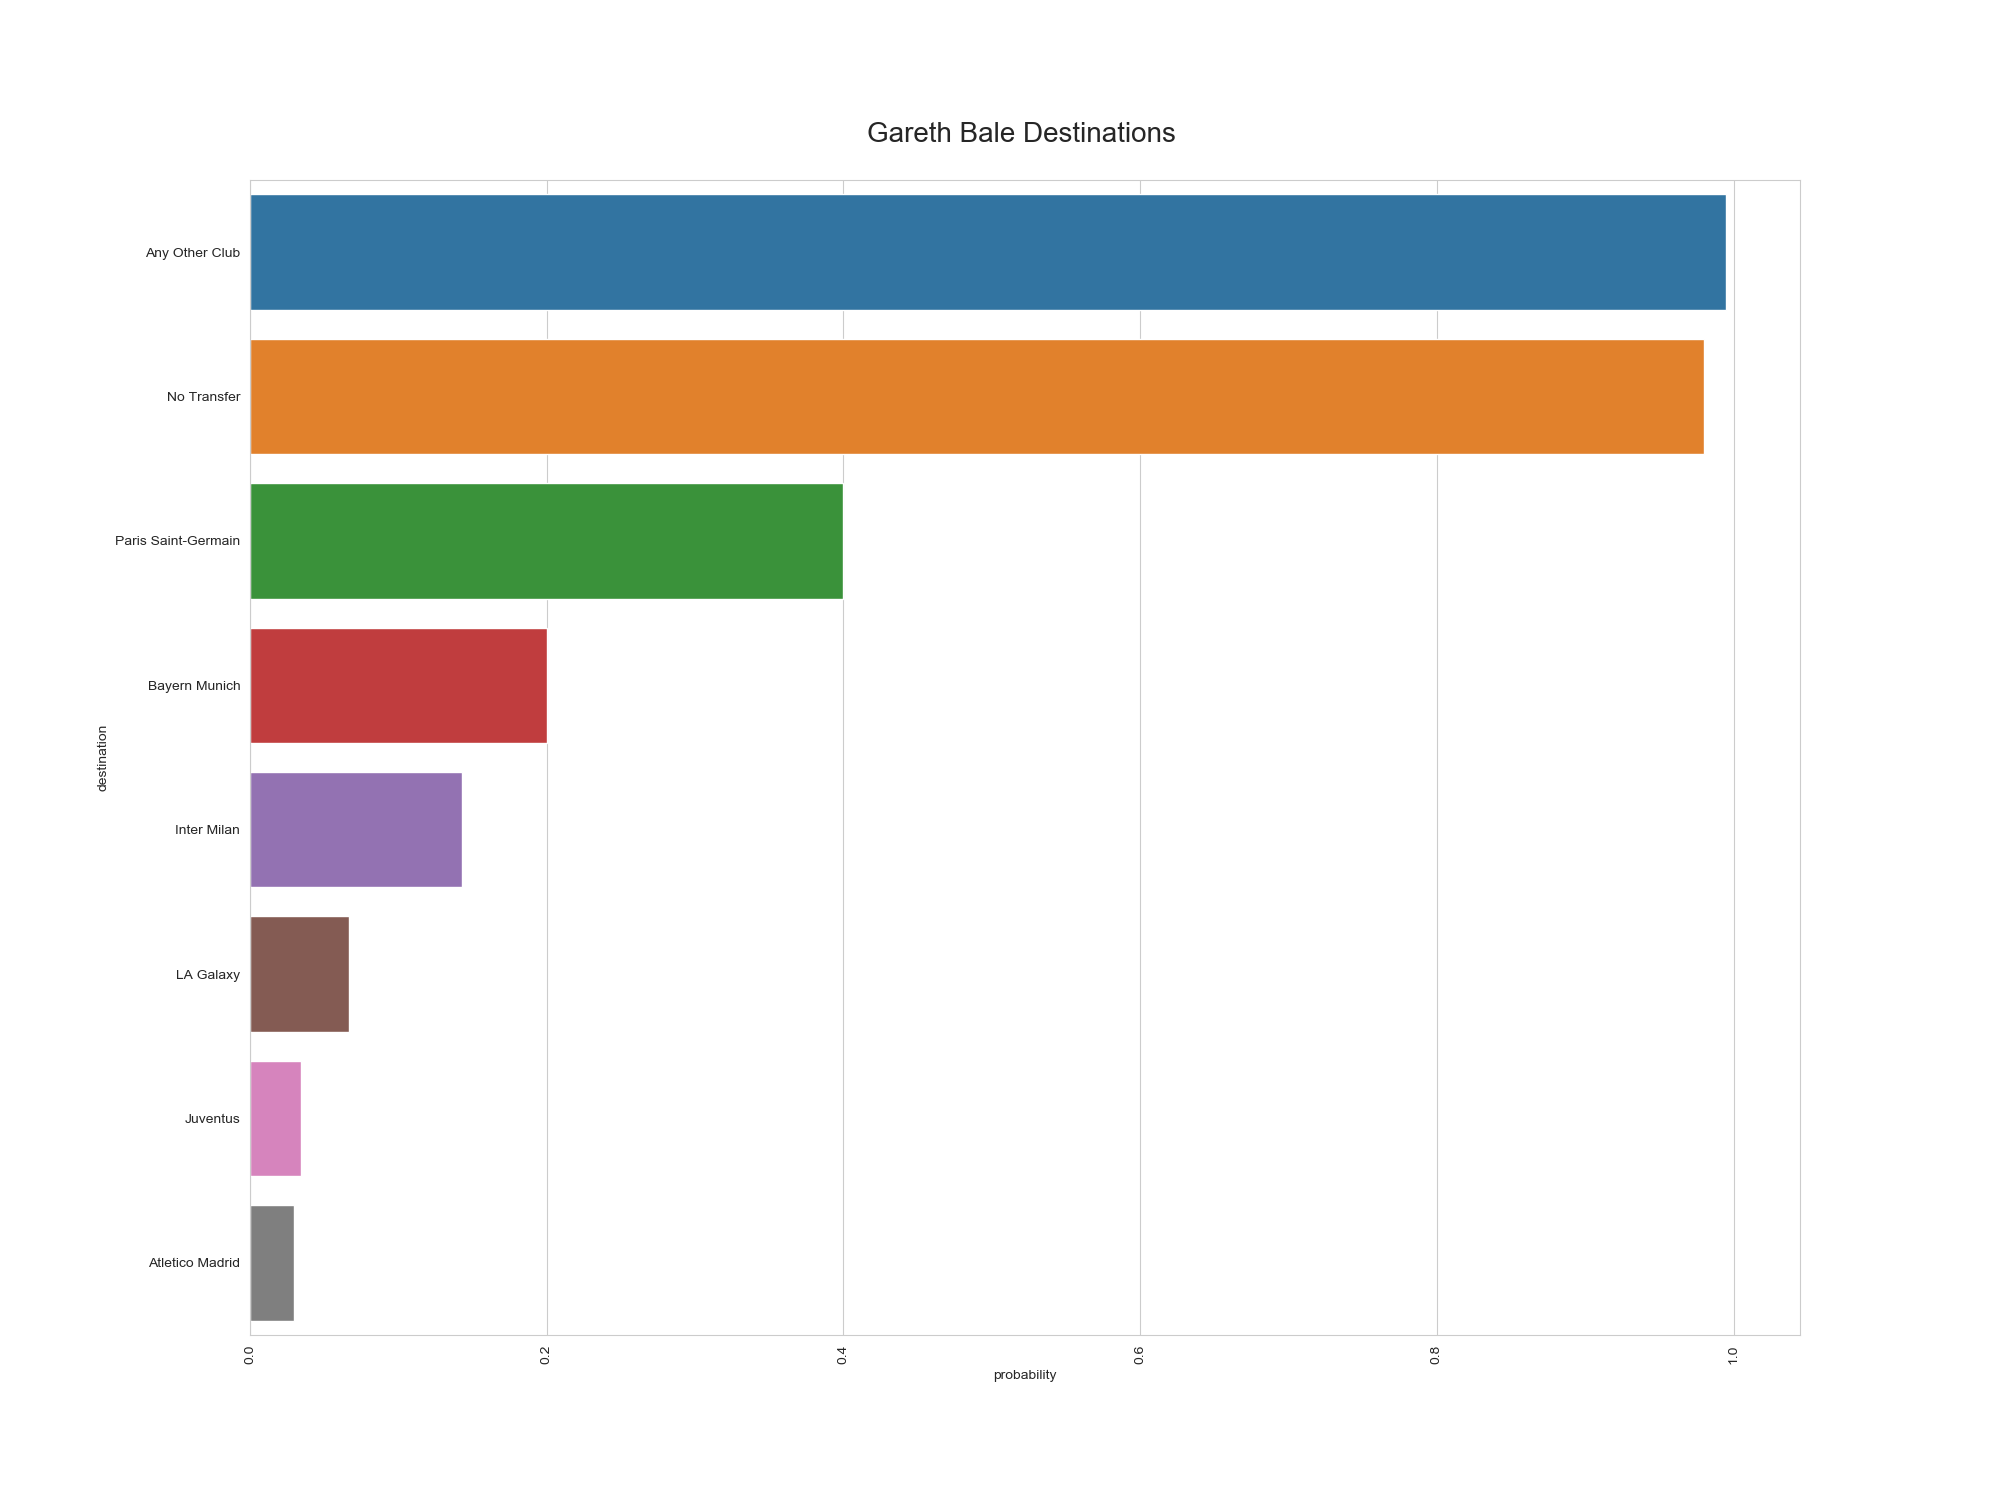 Gareth Bale Destinations
Any Other Club
No Transfer
Paris Saint-Germain
Bayern Munich
destination
Inter Milan
LA Galaxy
Juventus
Atletico Madrid
0.0
0.2
0.4
0.6
0.8
1.0
probability